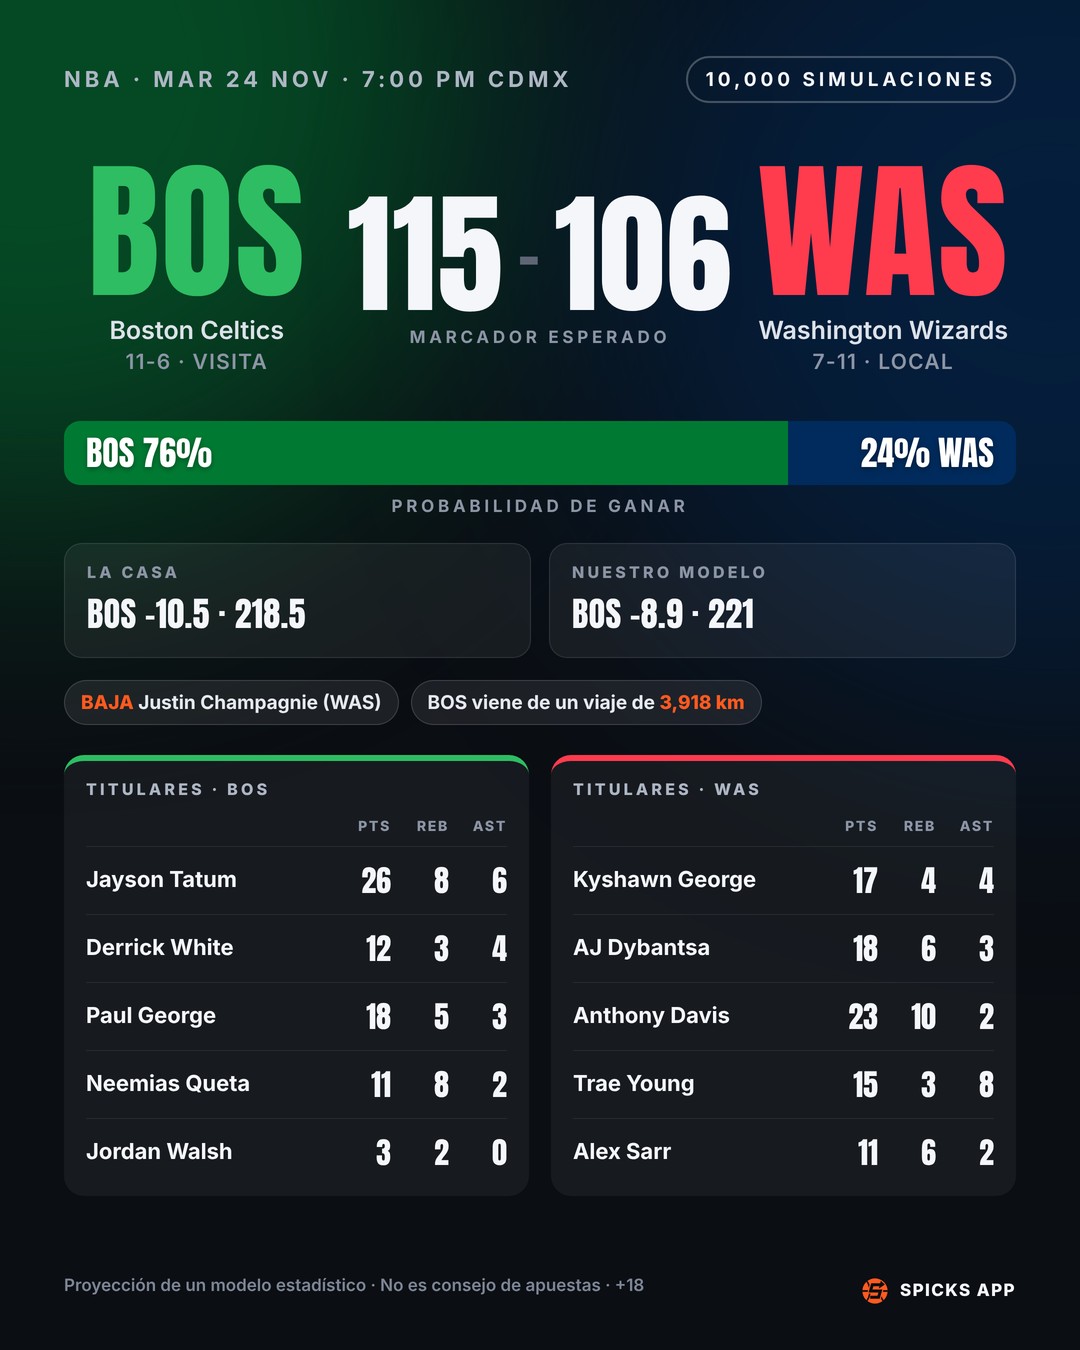 NBA · MAR 24 NOV · 7:00 PM CDMX
10,000 SIMULACIONES
BOS
115 - 106
WAS
Boston Celtics
11-6 · VISITA
MARCADOR ESPERADO
Washington Wizards
7-11 · LOCAL
BOS 76%
24% WAS
PROBABILIDAD DE GANAR
LA CASA
BOS -10.5 · 218.5
NUESTRO MODELO
BOS -8.9 · 221
BAJA Justin Champagnie (WAS)
BOS viene de un viaje de 3,918 km
TITULARES · BOS
PTS REB AST
Jayson Tatum 26 8 6
Derrick White 12 3 4
Paul George 18 5 3
Neemias Queta 11 8 2
Jordan Walsh 3 2 0
TITULARES · WAS
PTS REB AST
Kyshawn George 17 4 4
AJ Dybantsa 18 6 3
Anthony Davis 23 10 2
Trae Young 15 3 8
Alex Sarr 11 6 2
Proyección de un modelo estadístico · No es consejo de apuestas · +18
SPICKS APP